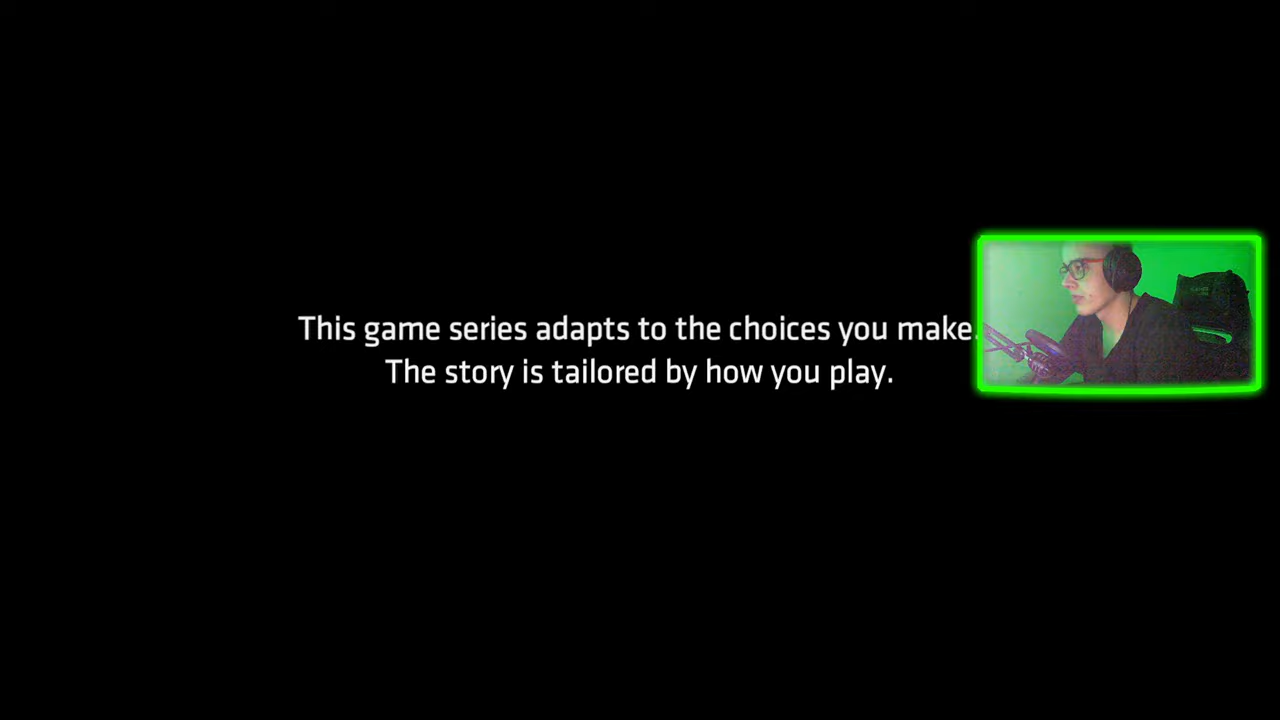 This game series adapts to the choices you make.
The story is tailored by how you play.